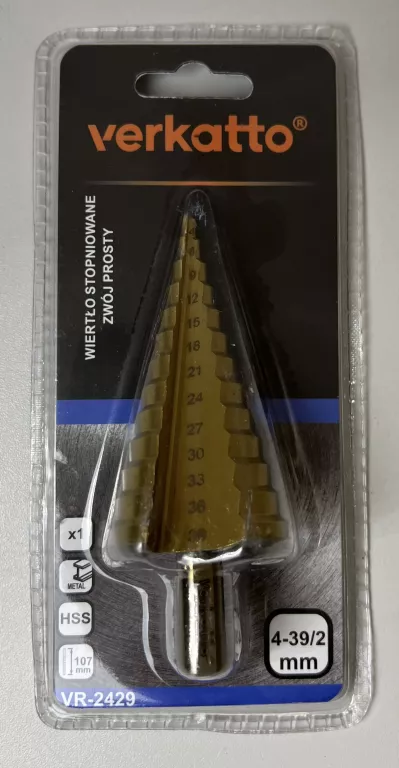 verkatto®
WIERTŁO STOPNIOWANE
ZWÓJ PROSTY
9
12
15
18
21
24
27
30
33
36
39
x1
METAL
HSS
107
mm
4-39/2
mm
VR-2429